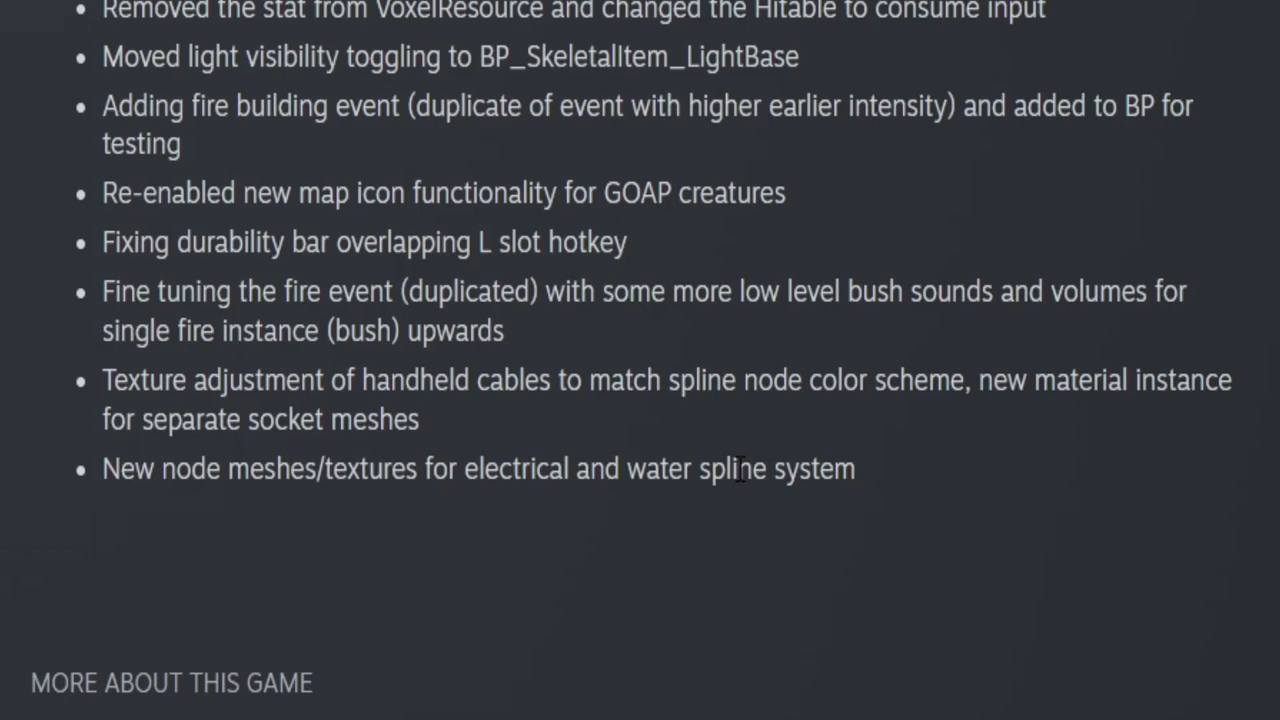 Removed the stat from VoxelResource and changed the Hitable to consume input
Moved light visibility toggling to BP_SkeletalItem_LightBase
Adding fire building event (duplicate of event with higher earlier intensity) and added to BP for
testing
Re-enabled new map icon functionality for GOAP creatures
Fixing durability bar overlapping L slot hotkey
Fine tuning the fire event (duplicated) with some more low level bush sounds and volumes for
single fire instance (bush) upwards
Texture adjustment of handheld cables to match spline node color scheme, new material instance
for separate socket meshes
New node meshes/textures for electrical and water spline system
MORE ABOUT THIS GAME